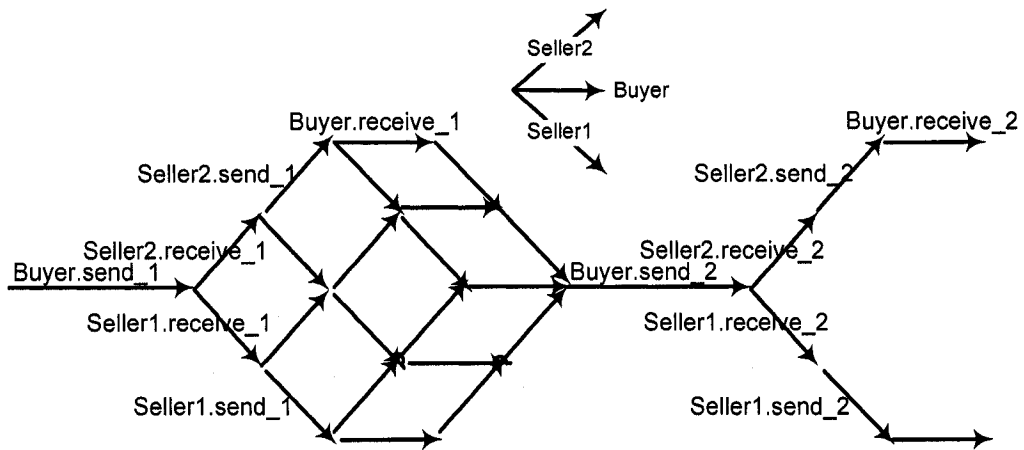 Seller2
Buyer
Seller1
Buyer.receive_1
Buyer.receive_2
Seller2.send_1
Seller2.send_2
Seller2.receive_1
Seller2.receive_2
Buyer.send_1
Buyer.send_2
Seller1.receive_1
Seller1.receive_2
Seller1.send_1
Seller1.send_2